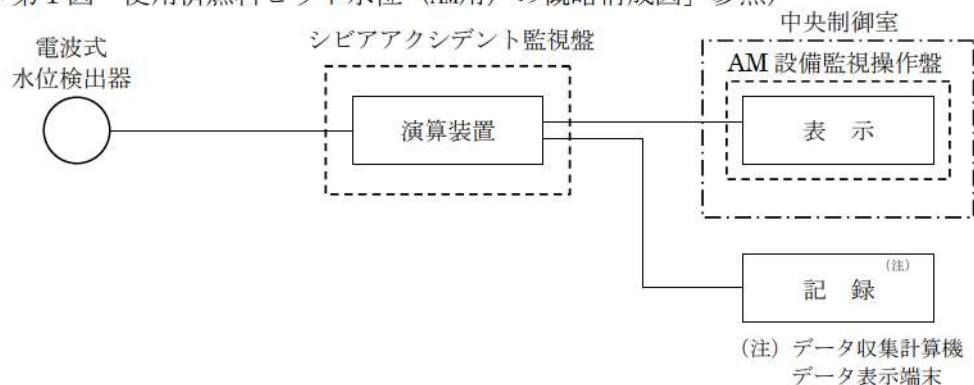 第1図 使用済燃料ピット水位（AM用）の概略構成図」参照）
電波式
水位検出器
シビアアクシデント監視盤
演算装置
中央制御室
AM 設備監視操作盤
表 示
記 録 （注）
（注）データ収集計算機
データ表示端末